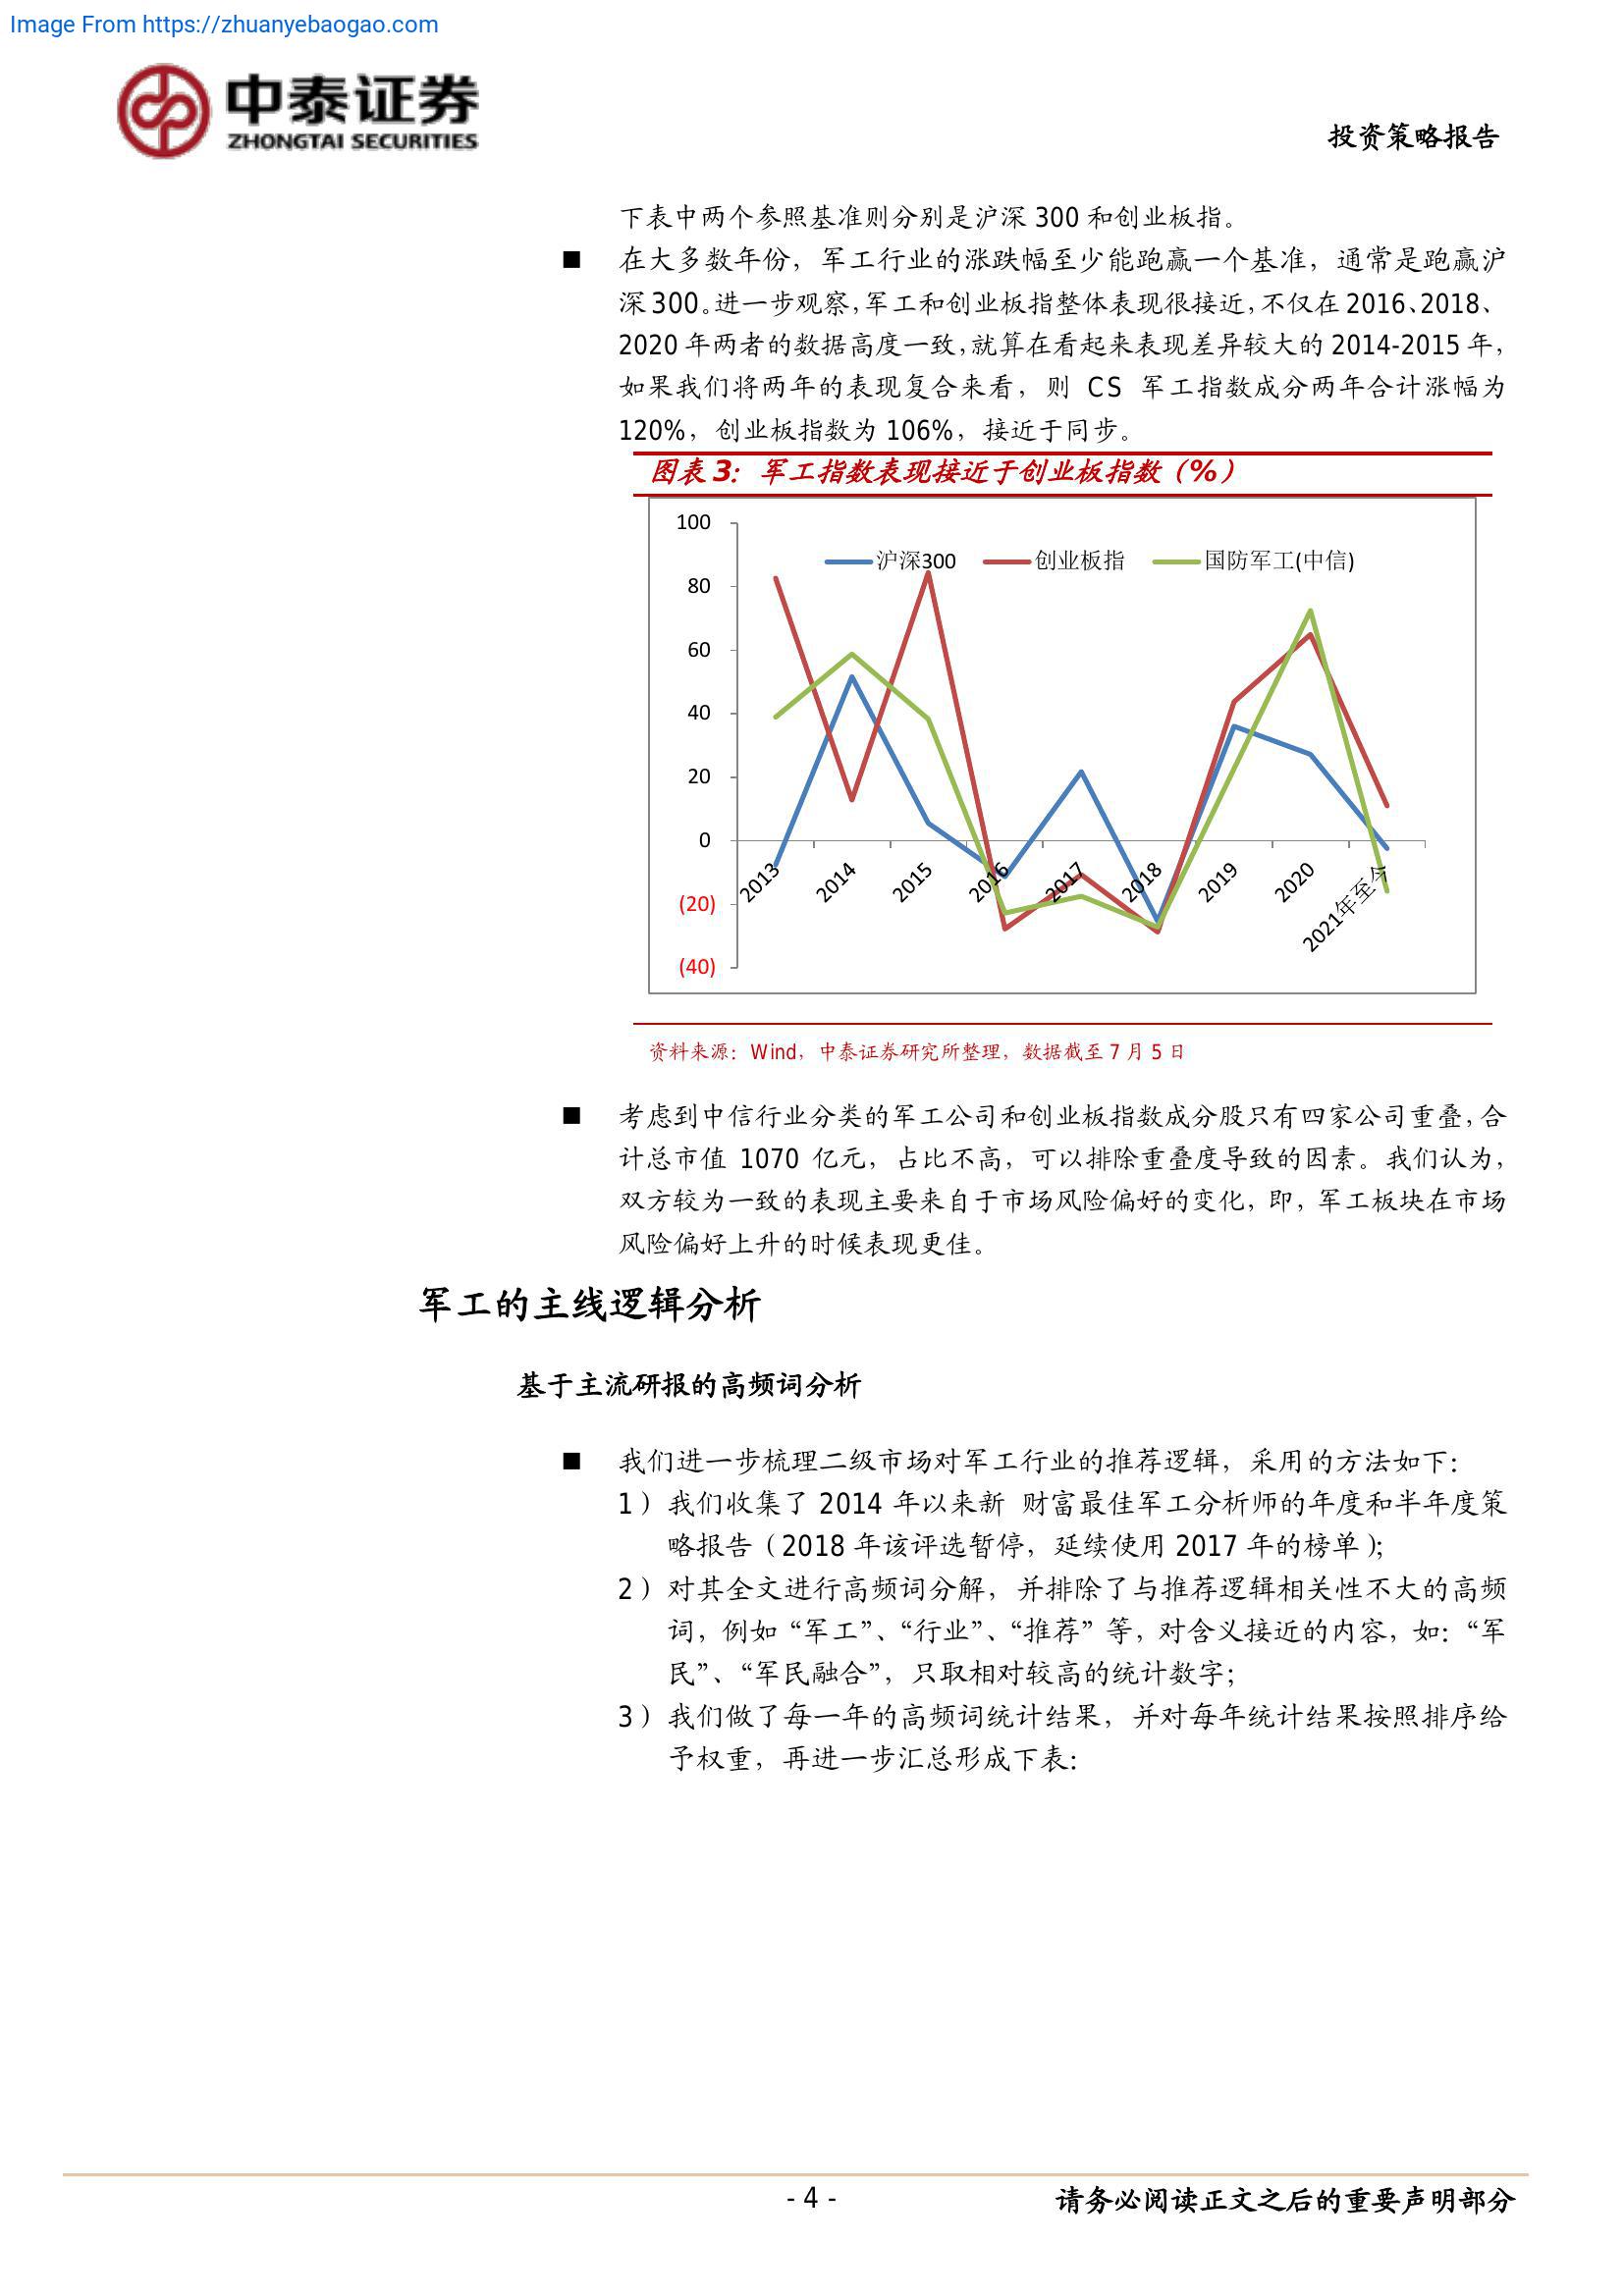 Image From https://zhuanyebaogao.com
中泰证券
ZHONGTAI SECURITIES
投资策略报告
下表中两个参照基准则分别是沪深 300 和创业板指。
■ 在大多数年份，军工行业的涨跌幅至少能跑赢一个基准，通常是跑赢沪
深 300。进一步观察，军工和创业板指整体表现很接近，不仅在 2016、2018、
2020 年两者的数据高度一致，就算在看起来表现差异较大的 2014-2015 年，
如果我们将两年的表现复合来看，则 CS 军工指数成分两年合计涨幅为
120%，创业板指数为 106%，接近于同步。
图表 3：军工指数表现接近于创业板指数（%）
沪深300 创业板指 国防军工(中信)
100
80
60
40
20
0
(20)
(40)
2013 2014 2015 2016 2017 2018 2019 2020 2021年至今
资料来源：Wind，中泰证券研究所整理，数据截至 7 月 5 日
■ 考虑到中信行业分类的军工公司和创业板指数成分股只有四家公司重叠，合
计总市值 1070 亿元，占比不高，可以排除重叠度导致的因素。我们认为，
双方较为一致的表现主要来自于市场风险偏好的变化，即，军工板块在市场
风险偏好上升的时候表现更佳。
军工的主线逻辑分析
基于主流研报的高频词分析
■ 我们进一步梳理二级市场对军工行业的推荐逻辑，采用的方法如下：
1）我们收集了 2014 年以来新 财富最佳军工分析师的年度和半年度策
略报告（2018 年该评选暂停，延续使用 2017 年的榜单）；
2）对其全文进行高频词分解，并排除了与推荐逻辑相关性不大的高频
词，例如“军工”、“行业”、“推荐”等，对含义接近的内容，如：“军
民”、“军民融合”，只取相对较高的统计数字；
3）我们做了每一年的高频词统计结果，并对每年统计结果按照排序给
予权重，再进一步汇总形成下表：
- 4 -
请务必阅读正文之后的重要声明部分